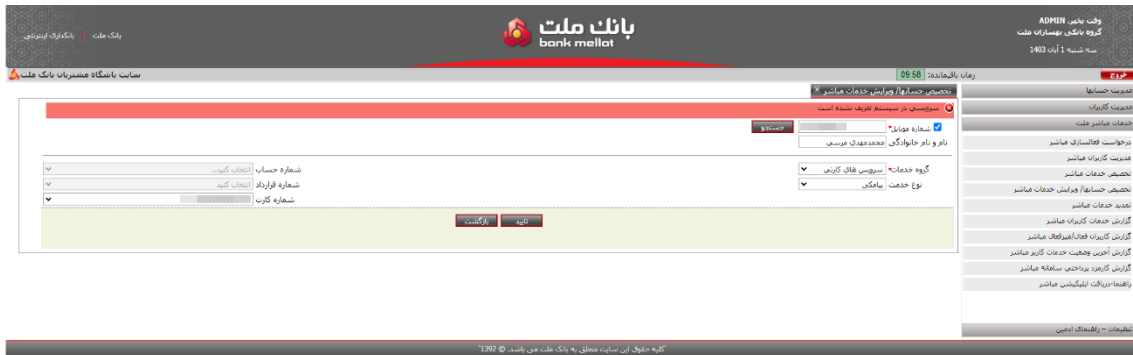 وقت بخیر، ADMIN
گروه بانکی بهسازان ملت
سه شنبه 1 آبان 1403
بانك ملت
bank mellat
بانک ملت | بانکداری اینترنتی
خروج
زمان باقیمانده: 09:58
سایت باشگاه مشتریان بانک ملت
مدیریت حسابها
مدیریت کاربران
خدمات مباشر ملت
درخواست فعالسازی مباشر
مدیریت کاربران مباشر
تخصیص خدمات مباشر
تخصیص حسابها/ ویرایش خدمات مباشر
تمدید خدمات مباشر
گزارش خدمات کاربران مباشر
گزارش کاربران فعال/غیرفعال مباشر
گزارش آخرین وضعیت خدمات کاربر مباشر
گزارش کارمزد پرداختی سامانه مباشر
راهنما-دریافت اپلیکیشن مباشر
تنظیمات – راهنمای ادمین
تخصیص حسابها/ ویرایش خدمات مباشر ×
سرویسی در سیستم تعریف نشده است
شماره موبایل* جستجو
نام و نام خانوادگی محمدمهدی مرسی
گروه خدمات* سرویس های کارتی شماره حساب انتخاب کنید...
نوع خدمت پیامکی شماره قرارداد انتخاب کنید
شماره کارت
تایید بازگشت
"کلیه حقوق این سایت متعلق به بانک ملت می باشد. © 1392"